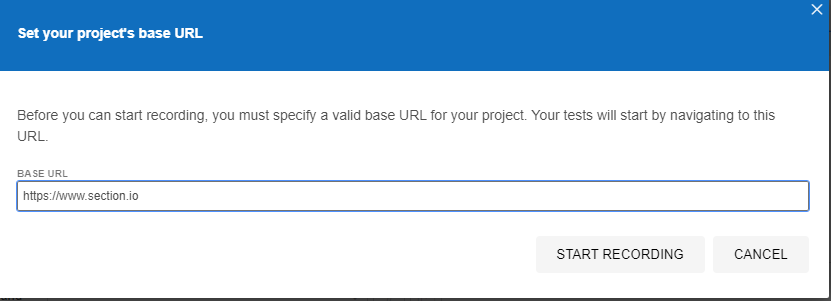 Set your project's base URL
Before you can start recording, you must specify a valid base URL for your project. Your tests will start by navigating to this
URL.
BASE URL
https://www.section.io
START RECORDING
CANCEL